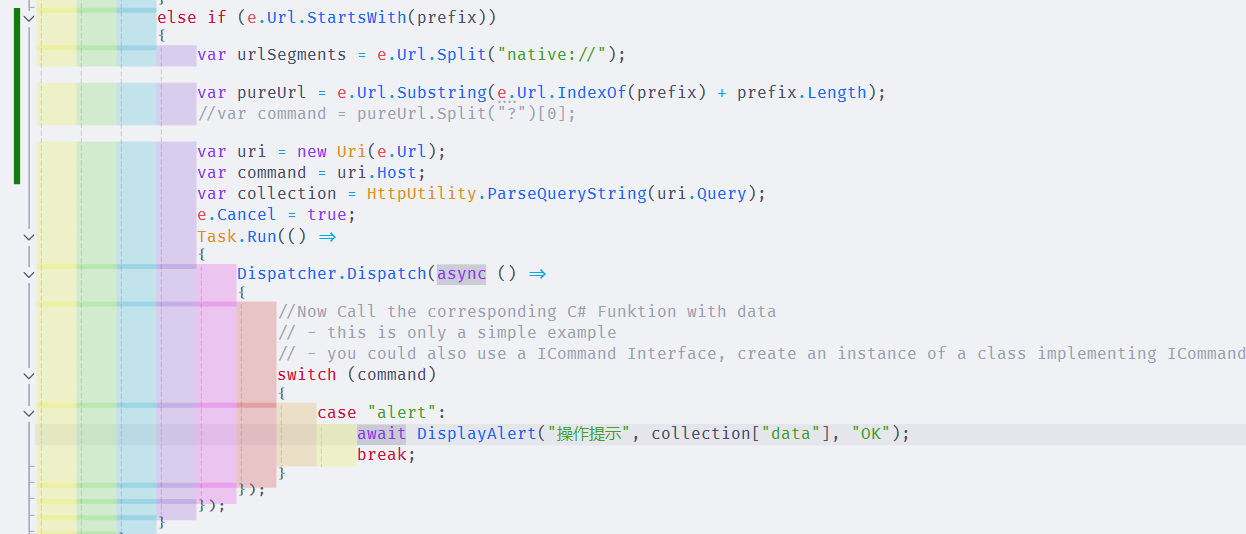 else if (e.Url.StartsWith(prefix))
{
var urlSegments = e.Url.Split("native://");
var pureUrl = e.Url.Substring(e.Url.IndexOf(prefix) + prefix.Length);
//var command = pureUrl.Split("?")[0];
var uri = new Uri(e.Url);
var command = uri.Host;
var collection = HttpUtility.ParseQueryString(uri.Query);
e.Cancel = true;
Task.Run(() =>
{
Dispatcher.Dispatch(async () =>
{
//Now Call the corresponding C# Funktion with data
// - this is only a simple example
// - you could also use a ICommand Interface, create an instance of a class implementing ICommand
switch (command)
{
case "alert":
await DisplayAlert("操作提示", collection["data"], "OK");
break;
}
});
});
}